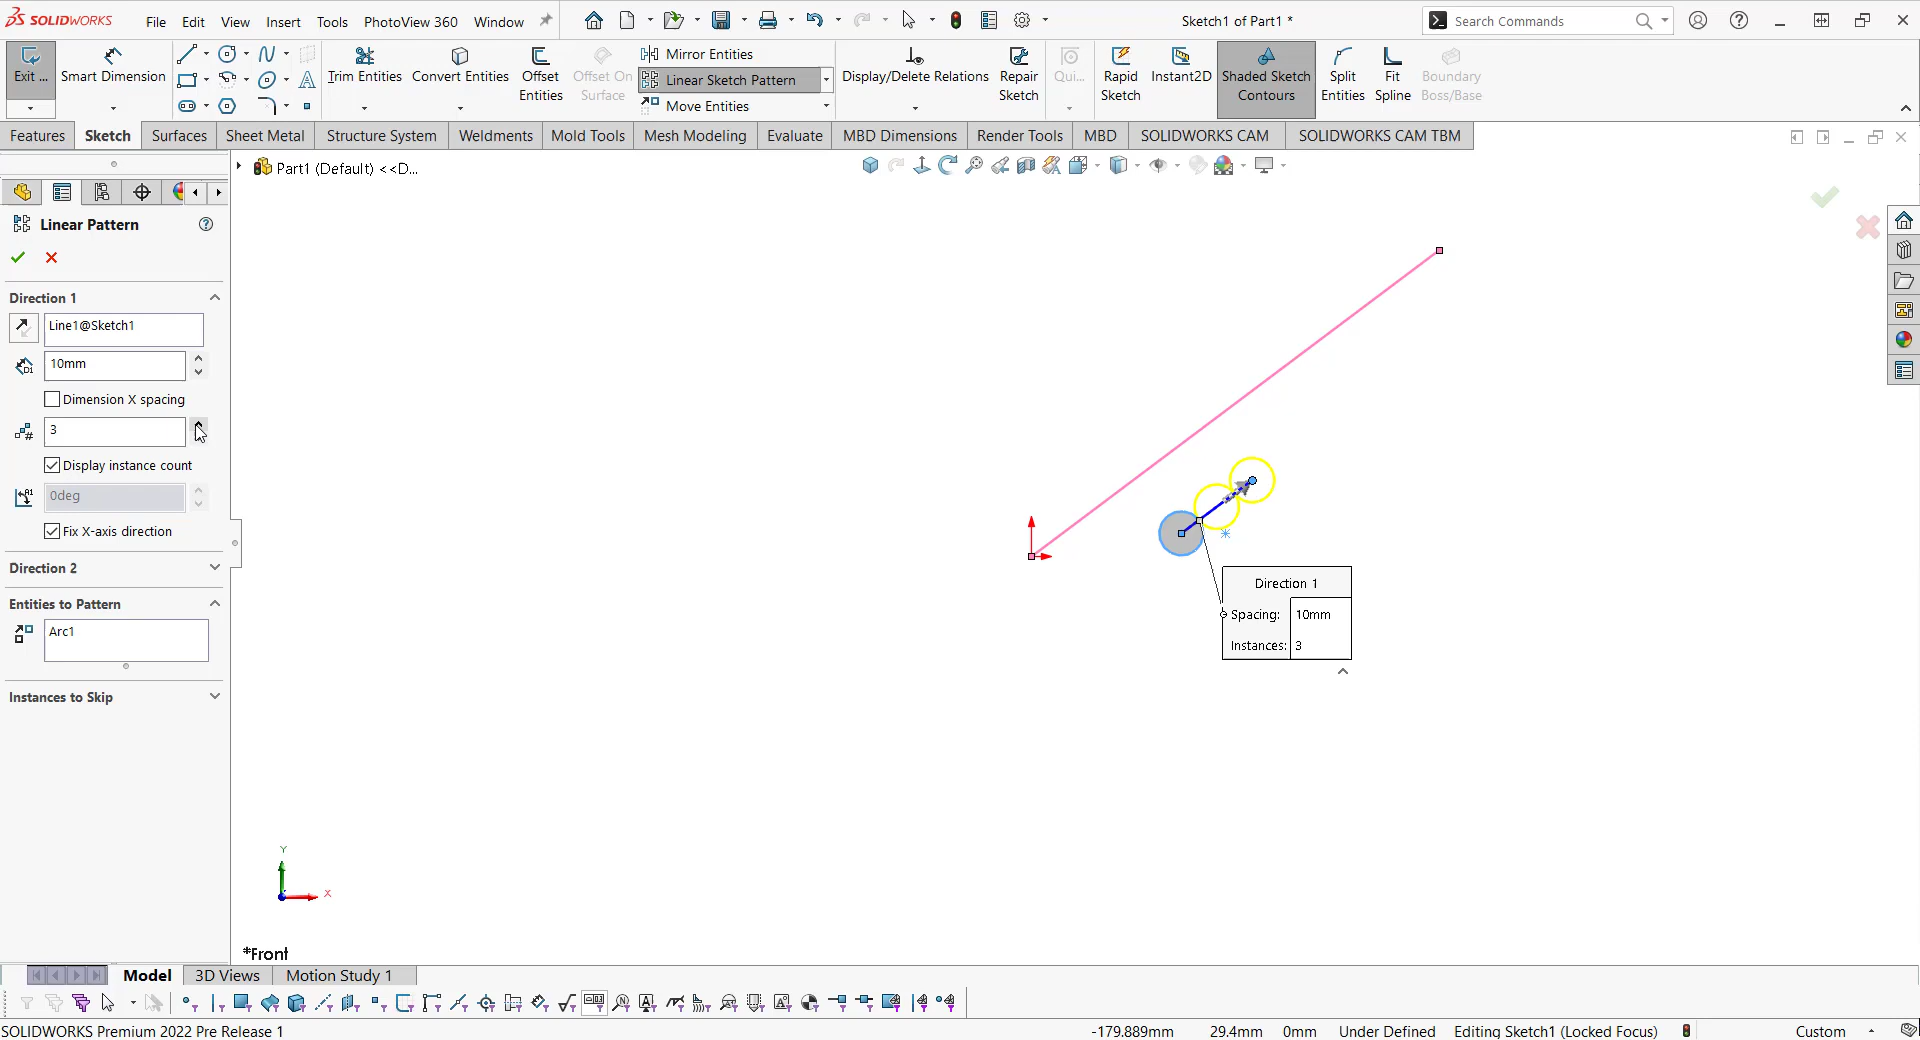 SOLIDWORKS File Edit View Insert Tools PhotoView 360 Window Sketch1 of Part1 * Search Commands
Exit ... Smart Dimension Trim Entities Convert Entities Offset Entities Offset On Surface Mirror Entities Linear Sketch Pattern Move Entities Display/Delete Relations Repair Sketch Qui... Rapid Sketch Instant2D Shaded Sketch Contours Split Entities Fit Spline Boundary Boss/Base
Features Sketch Surfaces Sheet Metal Structure System Weldments Mold Tools Mesh Modeling Evaluate MBD Dimensions Render Tools MBD SOLIDWORKS CAM SOLIDWORKS CAM TBM
Part1 (Default) <<D...
Linear Pattern
Direction 1
Line1@Sketch1
10mm
Dimension X spacing
3
Display instance count
0deg
Fix X-axis direction
Direction 2
Entities to Pattern
Arc1
Instances to Skip
Direction 1
Spacing: 10mm
Instances: 3
Y
X
*Front
Model 3D Views Motion Study 1
SOLIDWORKS Premium 2022 Pre Release 1 -179.889mm 29.4mm 0mm Under Defined Editing Sketch1 (Locked Focus) Custom